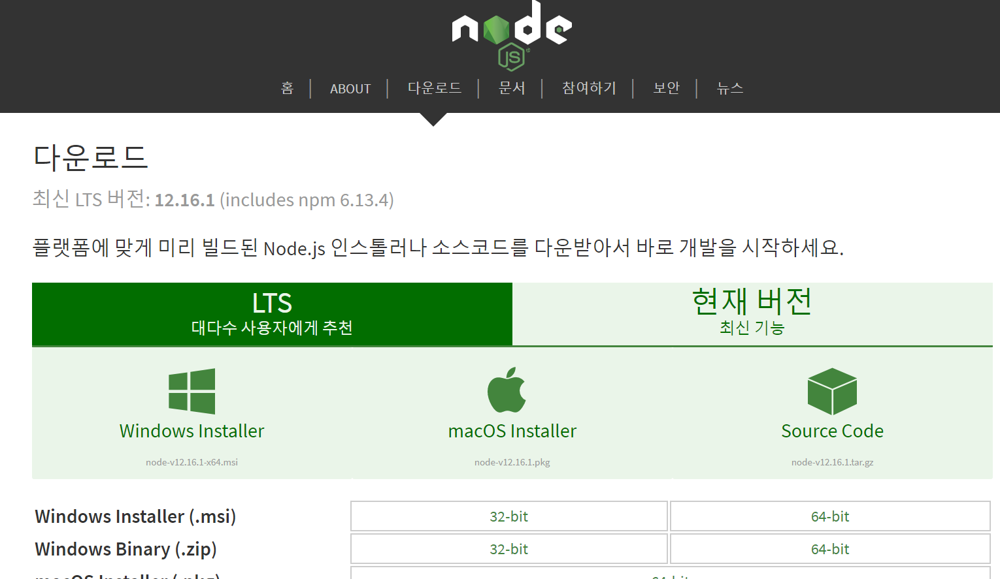 node
JS®
홈 | ABOUT | 다운로드 | 문서 | 참여하기 | 보안 | 뉴스
다운로드
최신 LTS 버전: 12.16.1 (includes npm 6.13.4)
플랫폼에 맞게 미리 빌드된 Node.js 인스톨러나 소스코드를 다운받아서 바로 개발을 시작하세요.
LTS
대다수 사용자에게 추천
현재 버전
최신 기능
Windows Installer
node-v12.16.1-x64.msi
macOS Installer
node-v12.16.1.pkg
Source Code
node-v12.16.1.tar.gz
Windows Installer (.msi) 32-bit 64-bit
Windows Binary (.zip) 32-bit 64-bit
macOS Installer (.pkg) 64-bit